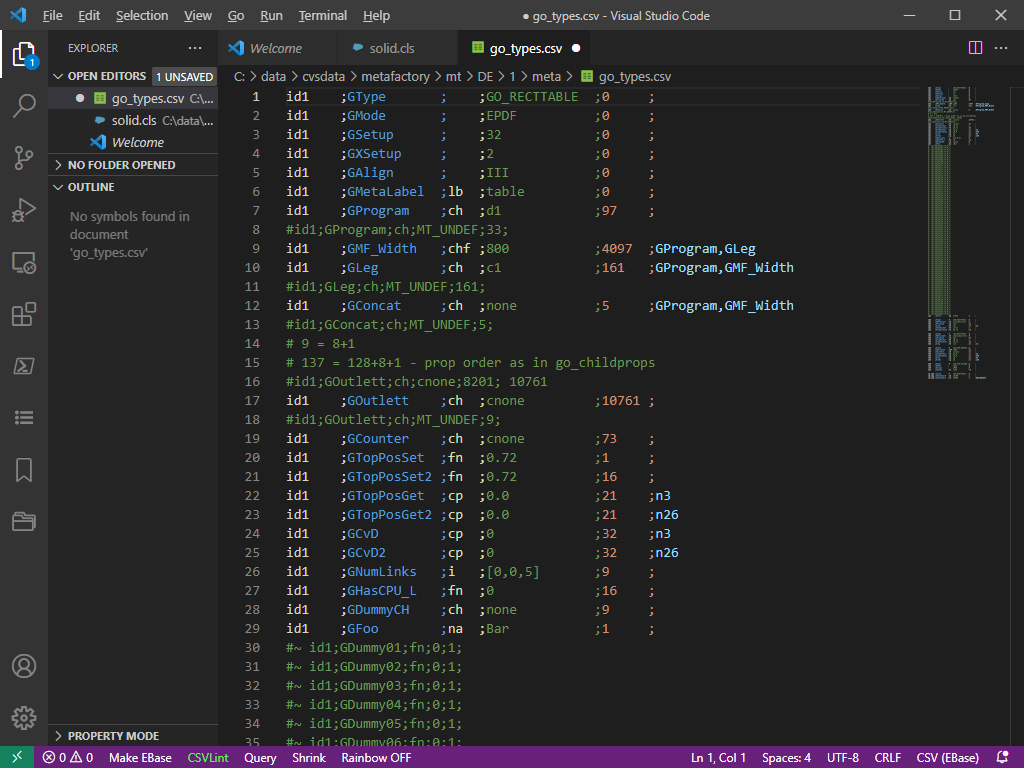 File Edit Selection View Go Run Terminal Help
● go_types.csv - Visual Studio Code
EXPLORER
Welcome
solid.cls
go_types.csv
OPEN EDITORS 1 UNSAVED
go_types.csv C:\...
solid.cls C:\data\...
Welcome
NO FOLDER OPENED
OUTLINE
No symbols found in
document
'go_types.csv'
PROPERTY MODE
1
C: > data > cvsdata > metafactory > mt > DE > 1 > meta > go_types.csv
1 id1 ;GType ; ;GO_RECTTABLE ;0 ;
2 id1 ;GMode ; ;EPDF ;0 ;
3 id1 ;GSetup ; ;32 ;0 ;
4 id1 ;GXSetup ; ;2 ;0 ;
5 id1 ;GAlign ; ;III ;0 ;
6 id1 ;GMetaLabel ;lb ;table ;0 ;
7 id1 ;GProgram ;ch ;d1 ;97 ;
8 #id1;GProgram;ch;MT_UNDEF;33;
9 id1 ;GMF_Width ;chf ;800 ;4097 ;GProgram,GLeg
10 id1 ;GLeg ;ch ;c1 ;161 ;GProgram,GMF_Width
11 #id1;GLeg;ch;MT_UNDEF;161;
12 id1 ;GConcat ;ch ;none ;5 ;GProgram,GMF_Width
13 #id1;GConcat;ch;MT_UNDEF;5;
14 # 9 = 8+1
15 # 137 = 128+8+1 - prop order as in go_childprops
16 #id1;GOutlett;ch;cnone;8201; 10761
17 id1 ;GOutlett ;ch ;cnone ;10761 ;
18 #id1;GOutlett;ch;MT_UNDEF;9;
19 id1 ;GCounter ;ch ;cnone ;73 ;
20 id1 ;GTopPosSet ;fn ;0.72 ;1 ;
21 id1 ;GTopPosSet2 ;fn ;0.72 ;16 ;
22 id1 ;GTopPosGet ;cp ;0.0 ;21 ;n3
23 id1 ;GTopPosGet2 ;cp ;0.0 ;21 ;n26
24 id1 ;GCvD ;cp ;0 ;32 ;n3
25 id1 ;GCvD2 ;cp ;0 ;32 ;n26
26 id1 ;GNumLinks ;i ;[0,0,5] ;9 ;
27 id1 ;GHasCPU_L ;fn ;0 ;16 ;
28 id1 ;GDummyCH ;ch ;none ;9 ;
29 id1 ;GFoo ;na ;Bar ;1 ;
30 #~ id1;GDummy01;fn;0;1;
31 #~ id1;GDummy02;fn;0;1;
32 #~ id1;GDummy03;fn;0;1;
33 #~ id1;GDummy04;fn;0;1;
34 #~ id1;GDummy05;fn;0;1;
35 #~ id1;GDummy06;fn;0;1;
0 0 Make EBase CSVLint Query Shrink Rainbow OFF Ln 1, Col 1 Spaces: 4 UTF-8 CRLF CSV (EBase)